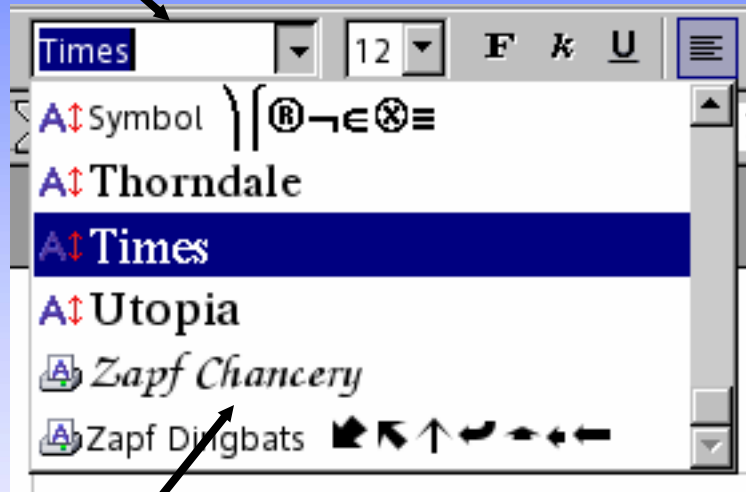 Times 12 F k U
Symbol ⎞⌠®¬∈⊗≡
Thorndale
Times
Utopia
Zapf Chancery
Zapf Dingbats